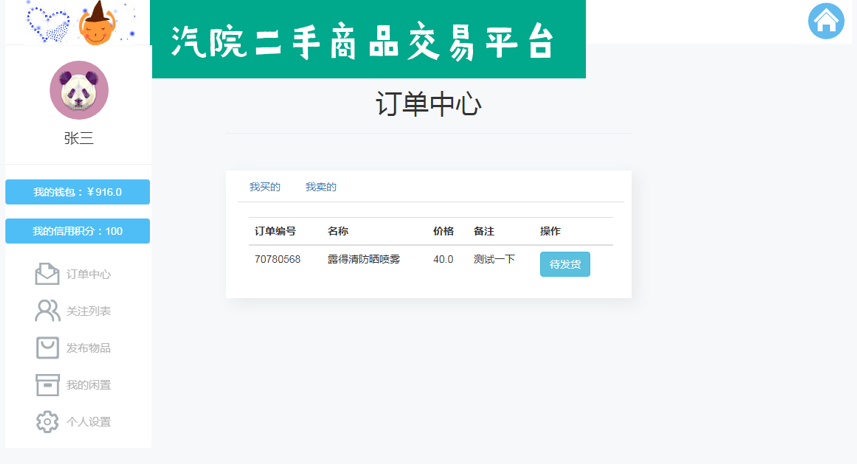 汽院二手商品交易平台
张三
我的钱包：￥916.0
我的信用积分：100
订单中心
关注列表
发布物品
我的闲置
个人设置
订单中心
我买的 我卖的
订单编号 名称 价格 备注 操作
70780568 露得清防晒喷雾 40.0 测试一下 待发货